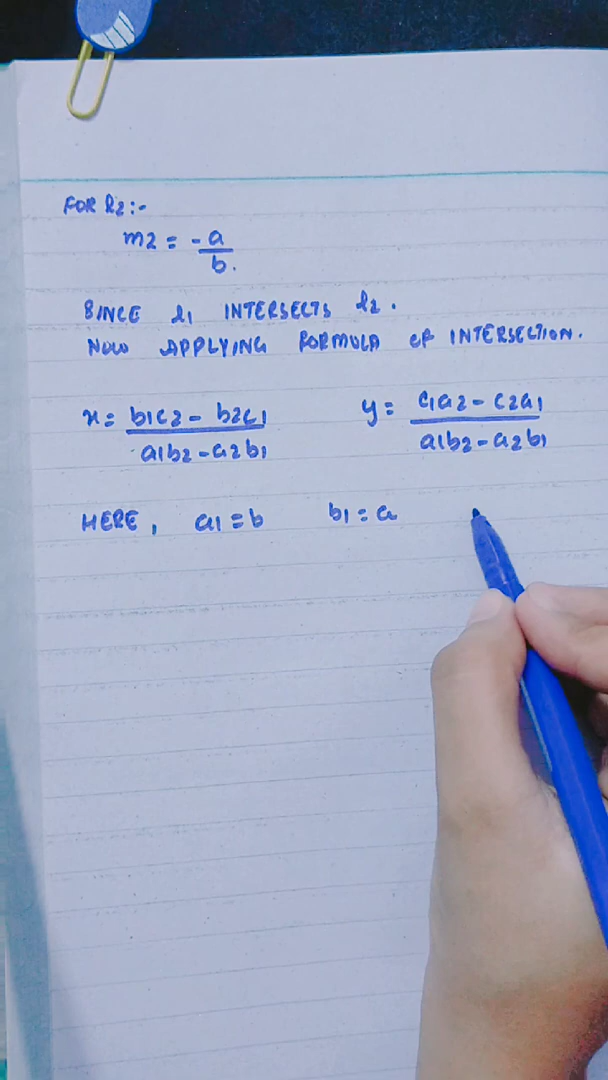 FOR l2:-
m2 = -a/b.
SINCE l1 INTERSECTS l2.
NOW APPLYING FORMULA OF INTERSECTION.
x = b1c2 - b2c1 / a1b2 - a2b1 y = c1a2 - c2a1 / a1b2 - a2b1
HERE, a1 = b b1 = a